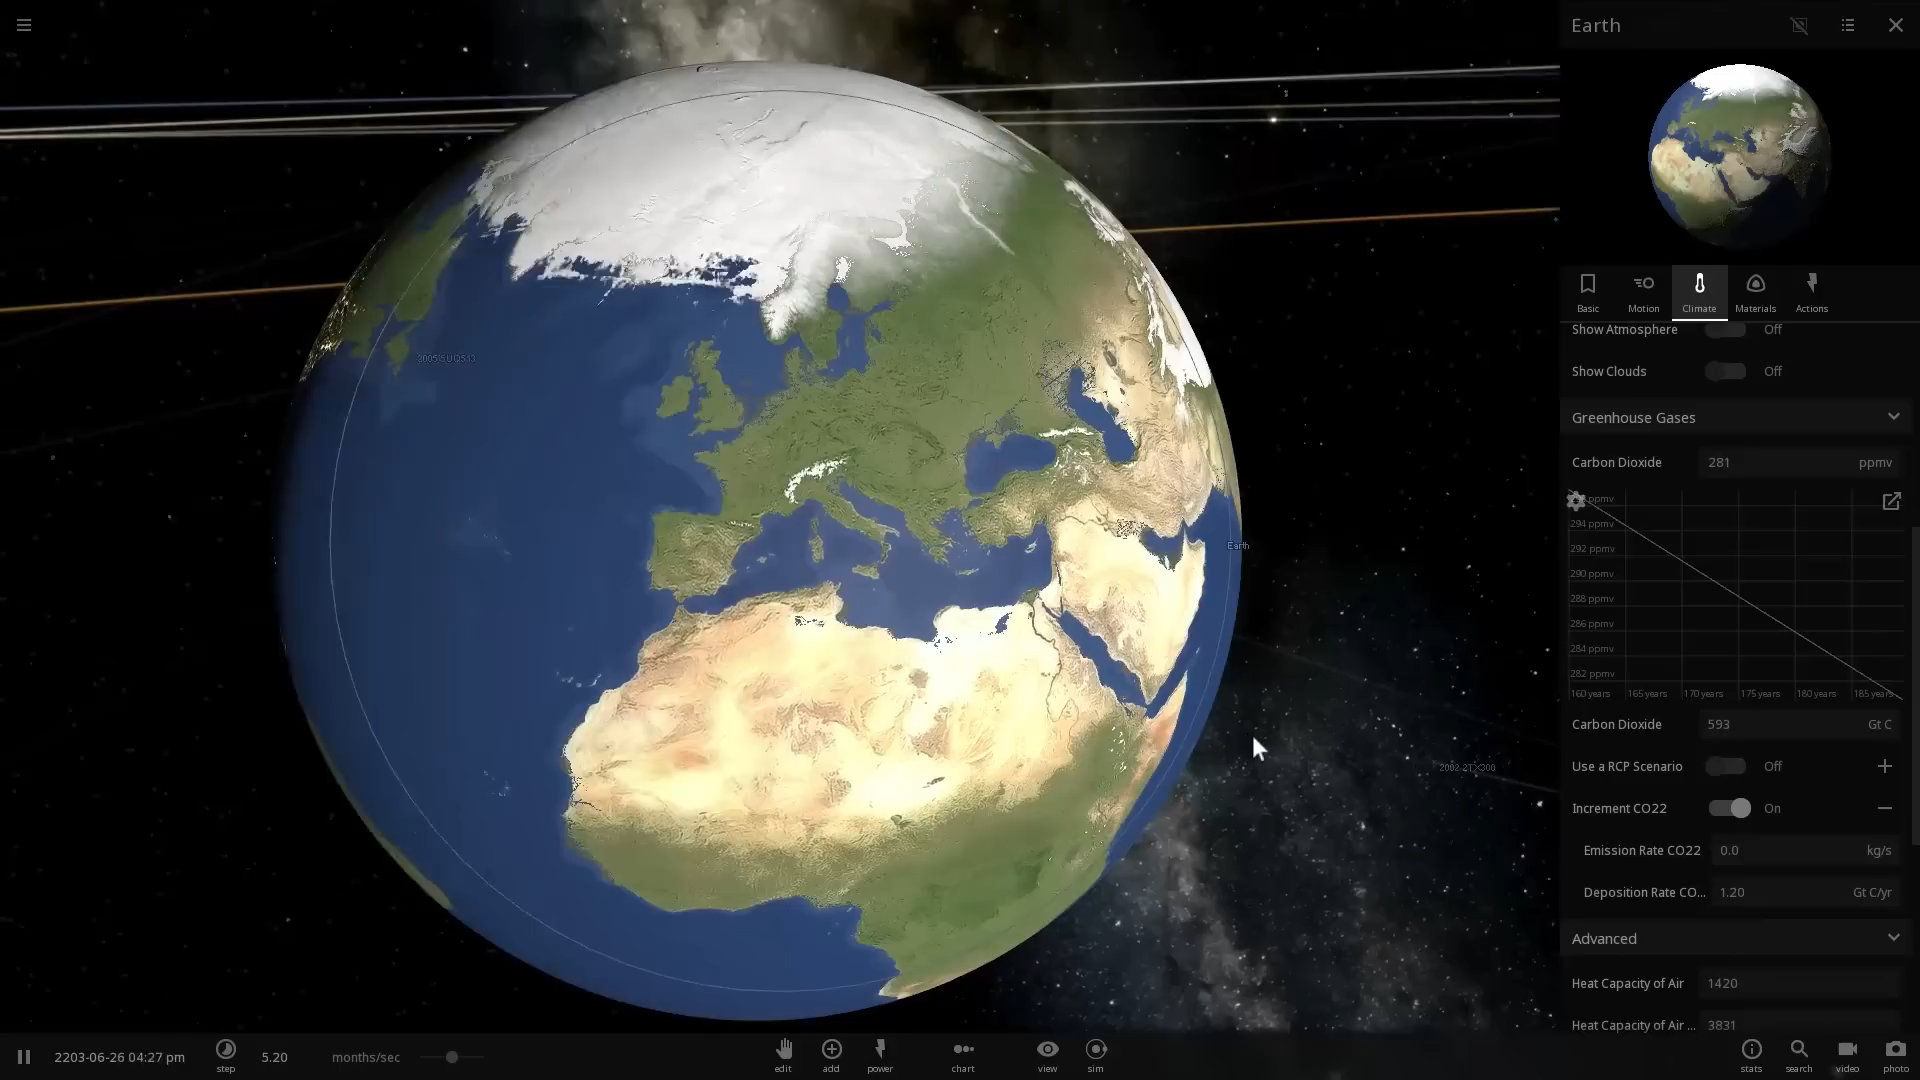 Earth
Basic
Motion
Climate
Materials
Actions
Show Atmosphere Off
Show Clouds Off
Greenhouse Gases
Carbon Dioxide 281 ppmv
ppmv
294 ppmv
292 ppmv
290 ppmv
288 ppmv
286 ppmv
284 ppmv
282 ppmv
160 years 165 years 170 years 175 years 180 years 185 years
Carbon Dioxide 593 Gt C
Use a RCP Scenario Off
Increment CO22 On
Emission Rate CO22 0.0 kg/s
Deposition Rate CO... 1.20 Gt C/yr
Advanced
Heat Capacity of Air 1420
Heat Capacity of Air ... 3831
Earth
2203-06-26 04:27 pm
step
5.20 months/sec
edit
add
power
chart
view
sim
stats
search
video
photo